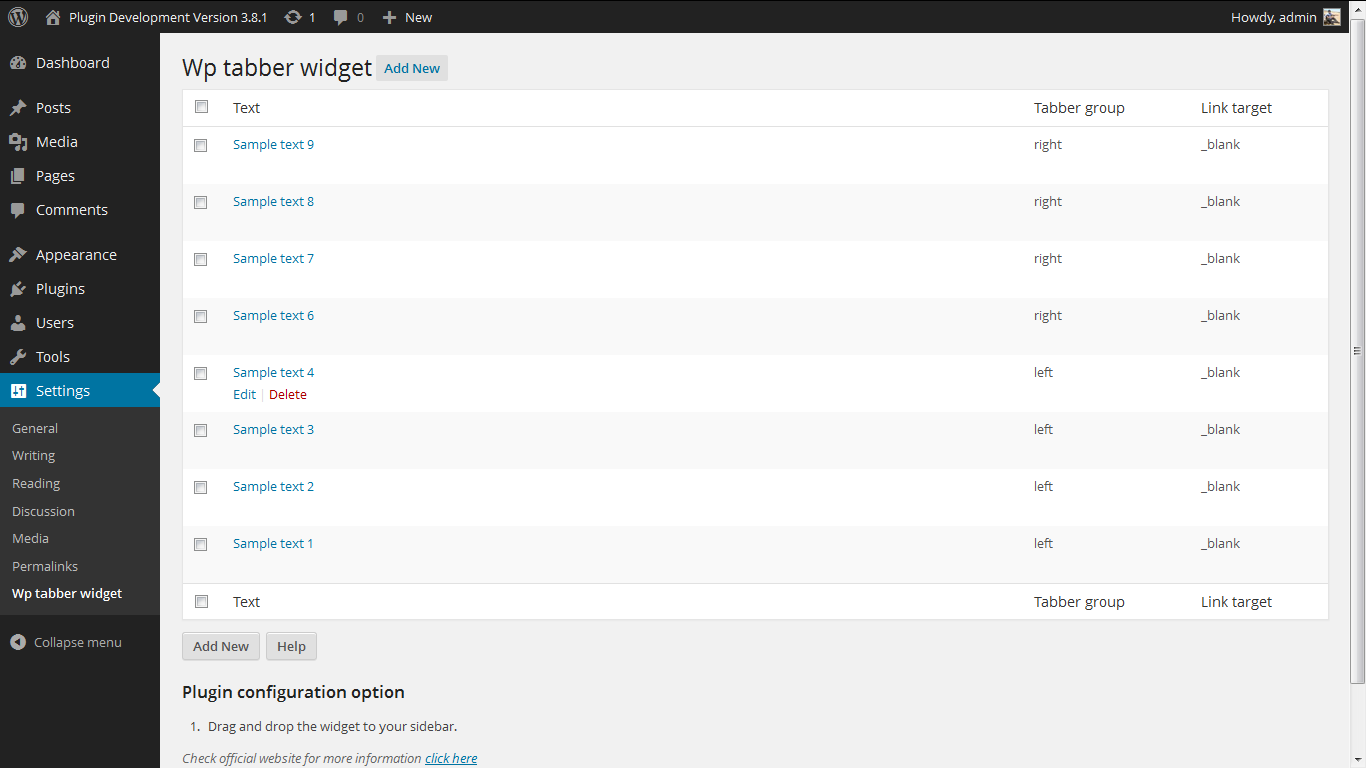 Plugin Development Version 3.8.1 1 0 New Howdy, admin
Dashboard
Posts
Media
Pages
Comments
Appearance
Plugins
Users
Tools
Settings
General
Writing
Reading
Discussion
Media
Permalinks
Wp tabber widget
Collapse menu
Wp tabber widget Add New
Text Tabber group Link target
Sample text 9 right _blank
Sample text 8 right _blank
Sample text 7 right _blank
Sample text 6 right _blank
Sample text 4 left _blank
Edit | Delete
Sample text 3 left _blank
Sample text 2 left _blank
Sample text 1 left _blank
Text Tabber group Link target
Add New Help
Plugin configuration option
1. Drag and drop the widget to your sidebar.
Check official website for more information click here